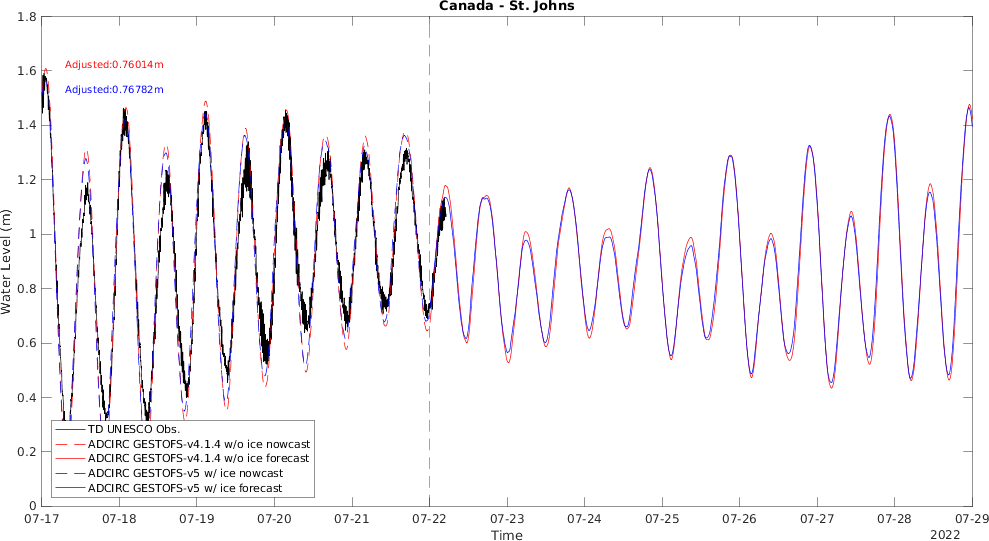 Canada - St. Johns
1.8
1.6
1.4
1.2
1
0.8
0.6
0.4
0.2
0
Water Level (m)
Adjusted:0.76014m
Adjusted:0.76782m
TD UNESCO Obs.
ADCIRC GESTOFS-v4.1.4 w/o ice nowcast
ADCIRC GESTOFS-v4.1.4 w/o ice forecast
ADCIRC GESTOFS-v5 w/ ice nowcast
ADCIRC GESTOFS-v5 w/ ice forecast
07-17 07-18 07-19 07-20 07-21 07-22 07-23 07-24 07-25 07-26 07-27 07-28 07-29
Time
2022